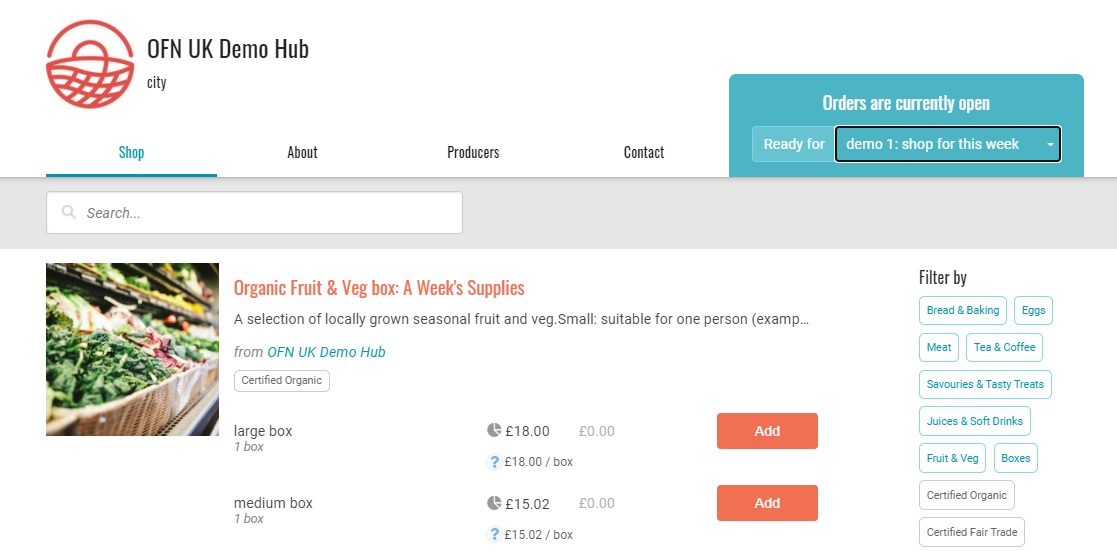 OFN UK Demo Hub
city
Orders are currently open
Ready for demo 1: shop for this week
Shop About Producers Contact
Search...
Organic Fruit & Veg box: A Week's Supplies
A selection of locally grown seasonal fruit and veg.Small: suitable for one person (examp...
from OFN UK Demo Hub
Certified Organic
large box £18.00 £0.00 Add
1 box
? £18.00 / box
medium box £15.02 £0.00 Add
1 box
? £15.02 / box
Filter by
Bread & Baking Eggs
Meat Tea & Coffee
Savouries & Tasty Treats
Juices & Soft Drinks
Fruit & Veg Boxes
Certified Organic
Certified Fair Trade